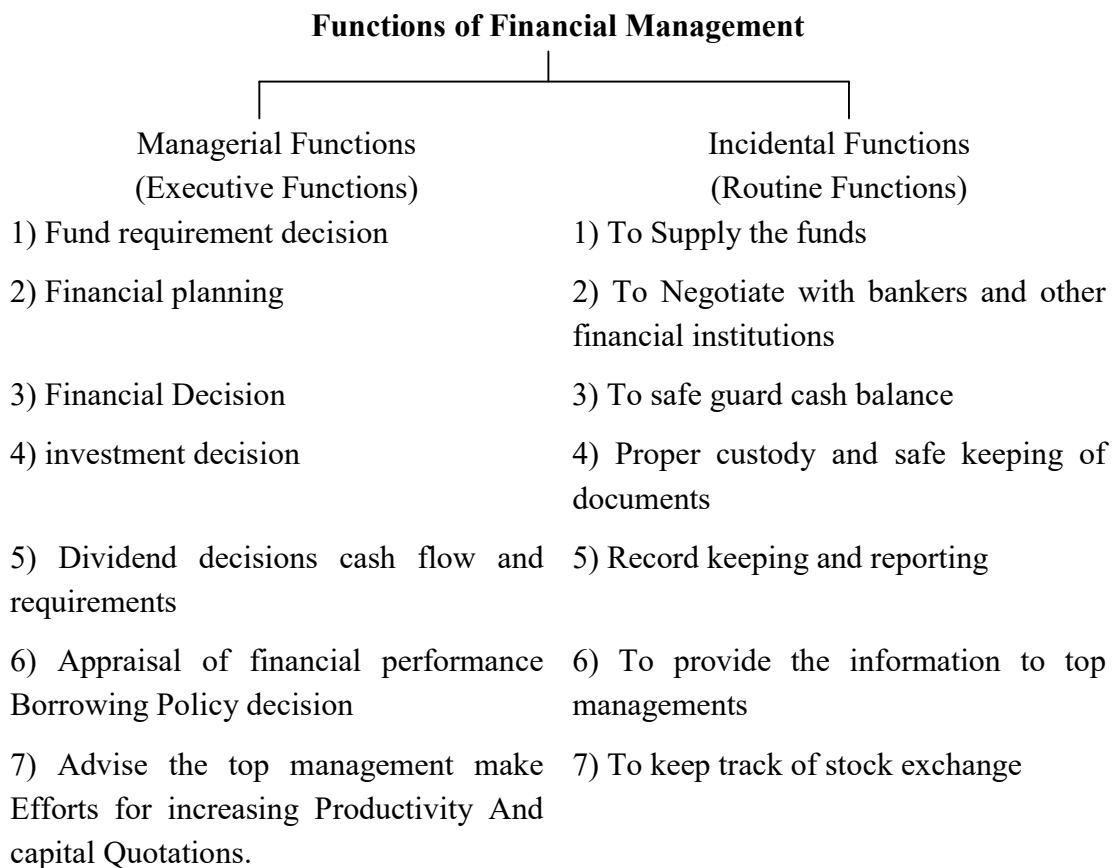 Functions of Financial Management
Managerial Functions
(Executive Functions)
Incidental Functions
(Routine Functions)
1) Fund requirement decision
1) To Supply the funds
2) Financial planning
2) To Negotiate with bankers and other
financial institutions
3) Financial Decision
3) To safe guard cash balance
4) investment decision
4) Proper custody and safe keeping of
documents
5) Dividend decisions cash flow and
requirements
5) Record keeping and reporting
6) Appraisal of financial performance
Borrowing Policy decision
6) To provide the information to top
managements
7) Advise the top management make
Efforts for increasing Productivity And
capital Quotations.
7) To keep track of stock exchange